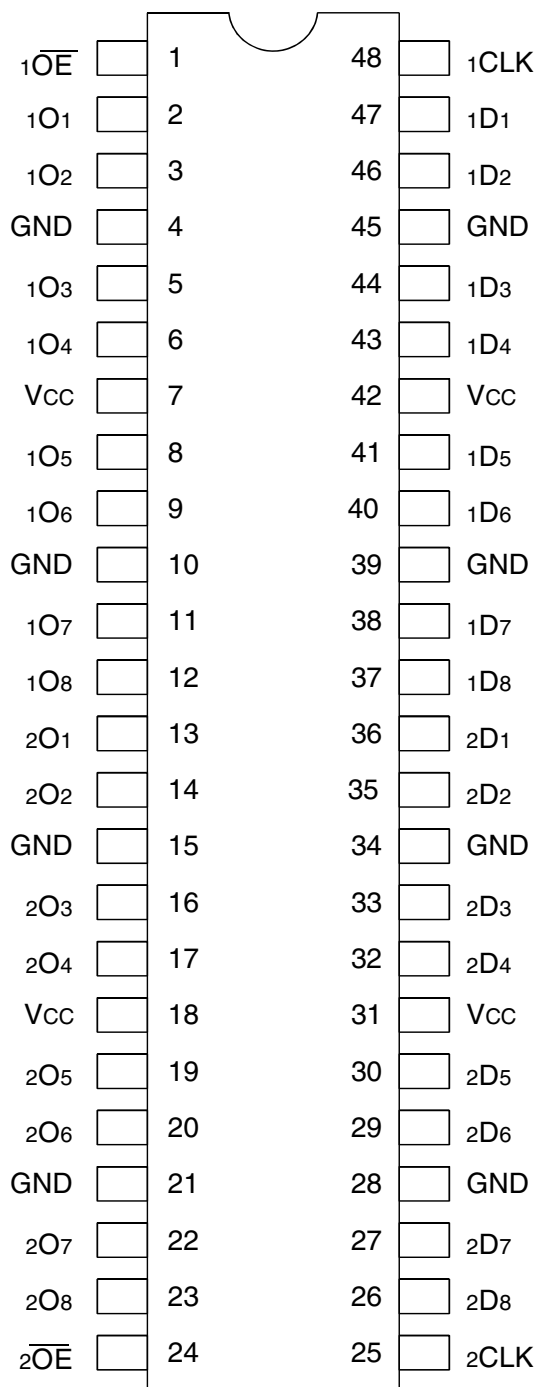 1O̅E̅ 1 48 1CLK
1O1 2 47 1D1
1O2 3 46 1D2
GND 4 45 GND
1O3 5 44 1D3
1O4 6 43 1D4
VCC 7 42 VCC
1O5 8 41 1D5
1O6 9 40 1D6
GND 10 39 GND
1O7 11 38 1D7
1O8 12 37 1D8
2O1 13 36 2D1
2O2 14 35 2D2
GND 15 34 GND
2O3 16 33 2D3
2O4 17 32 2D4
VCC 18 31 VCC
2O5 19 30 2D5
2O6 20 29 2D6
GND 21 28 GND
2O7 22 27 2D7
2O8 23 26 2D8
2O̅E̅ 24 25 2CLK